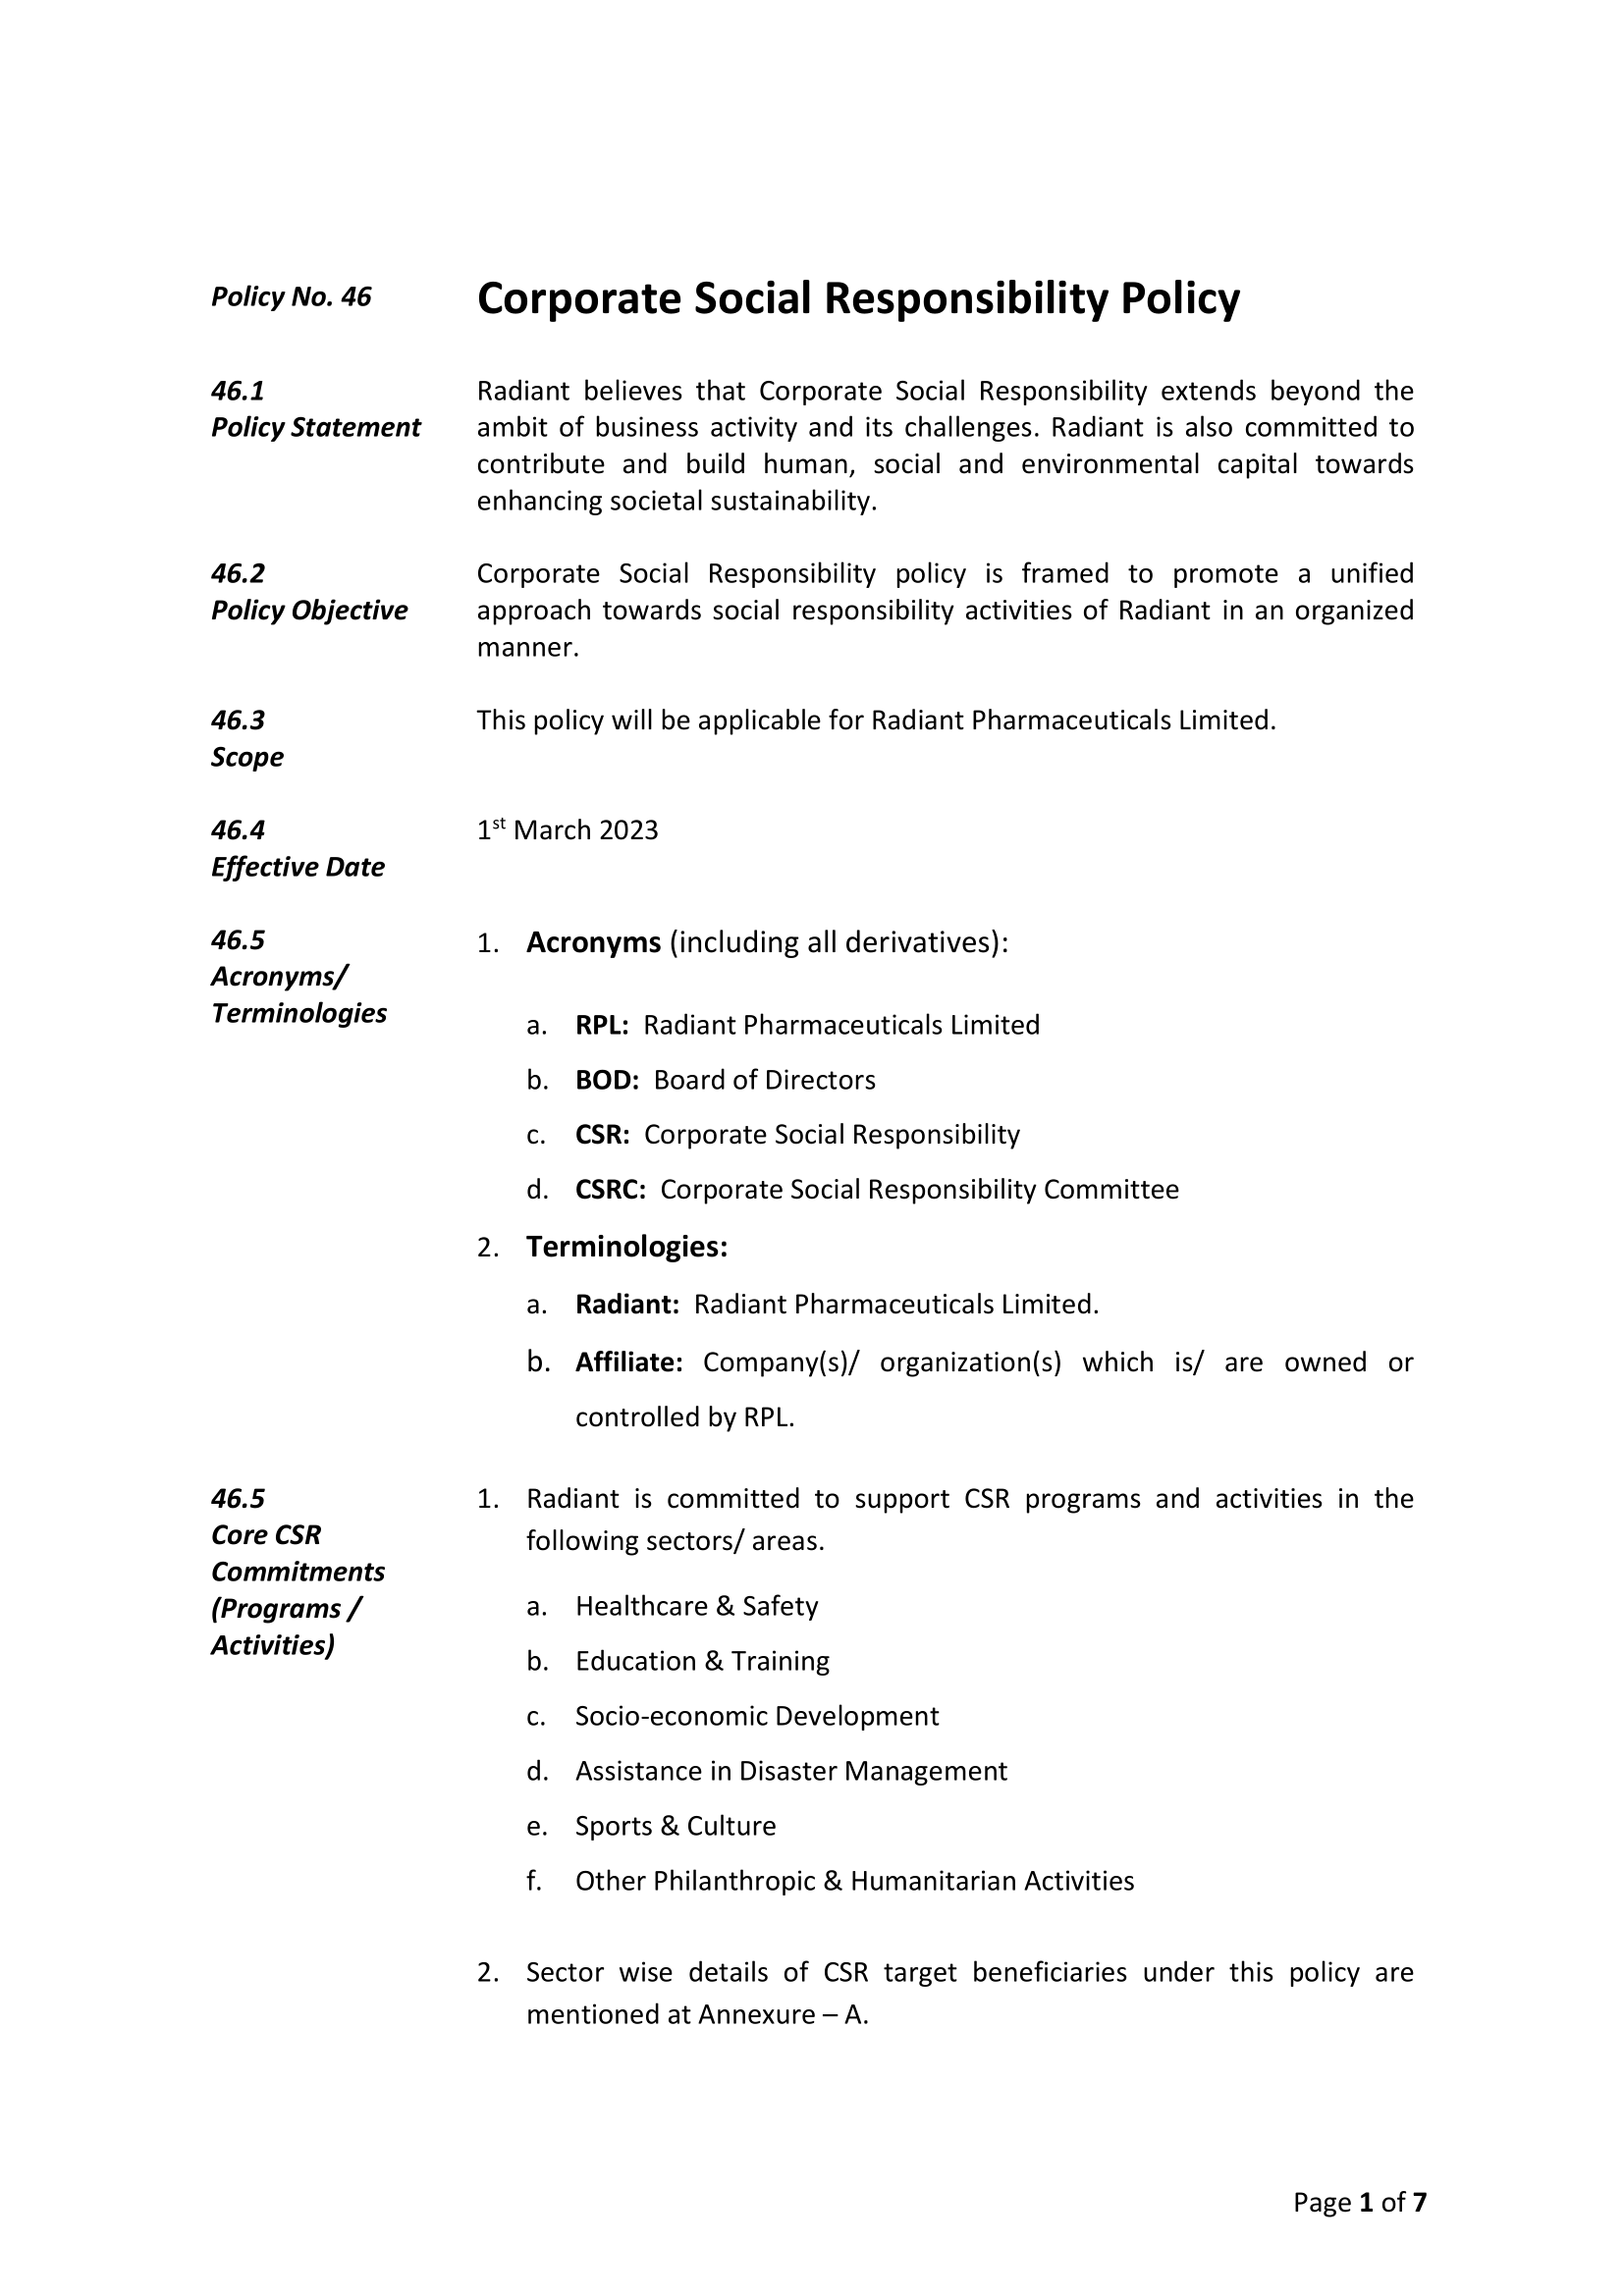 Policy No. 46
Corporate Social Responsibility Policy
46.1
Policy Statement
Radiant believes that Corporate Social Responsibility extends beyond the
ambit of business activity and its challenges. Radiant is also committed to
contribute and build human, social and environmental capital towards
enhancing societal sustainability.
46.2
Policy Objective
Corporate Social Responsibility policy is framed to promote a unified
approach towards social responsibility activities of Radiant in an organized
manner.
46.3
Scope
This policy will be applicable for Radiant Pharmaceuticals Limited.
46.4
Effective Date
1st March 2023
46.5
Acronyms/
Terminologies
1. Acronyms (including all derivatives):
a. RPL: Radiant Pharmaceuticals Limited
b. BOD: Board of Directors
c. CSR: Corporate Social Responsibility
d. CSRC: Corporate Social Responsibility Committee
2. Terminologies:
a. Radiant: Radiant Pharmaceuticals Limited.
b. Affiliate: Company(s)/ organization(s) which is/ are owned or
controlled by RPL.
46.5
Core CSR
Commitments
(Programs /
Activities)
1. Radiant is committed to support CSR programs and activities in the
following sectors/ areas.
a. Healthcare & Safety
b. Education & Training
c. Socio-economic Development
d. Assistance in Disaster Management
e. Sports & Culture
f. Other Philanthropic & Humanitarian Activities
2. Sector wise details of CSR target beneficiaries under this policy are
mentioned at Annexure – A.
Page 1 of 7